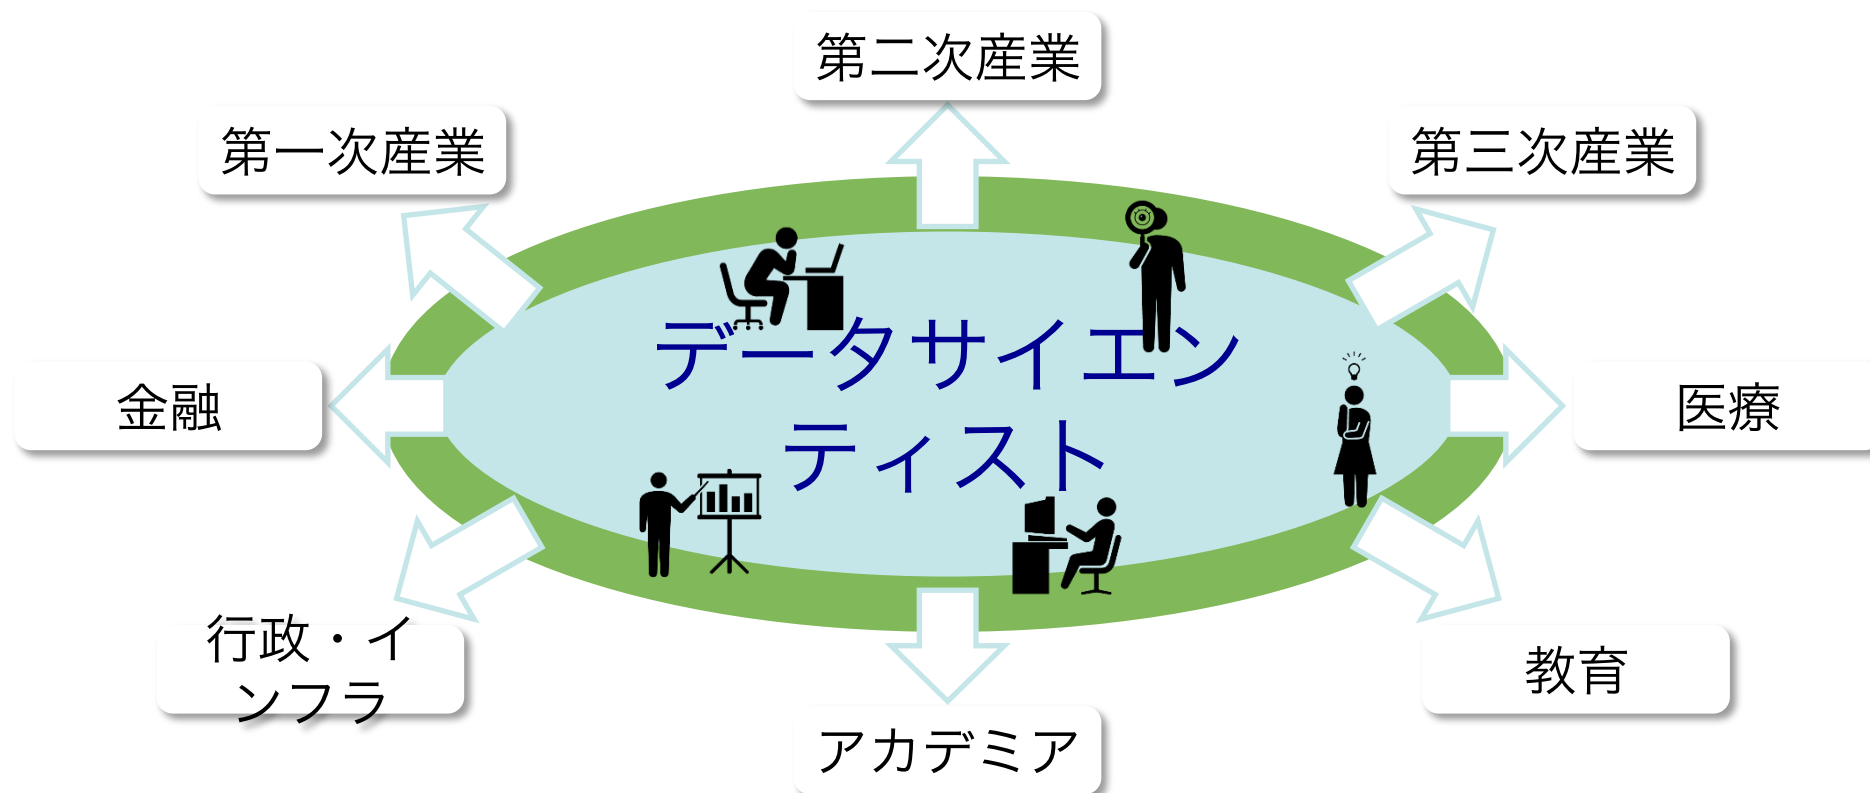 第二次産業
第一次産業
第三次産業
データサイエン
ティスト
金融
医療
行政・イ
ンフラ
教育
アカデミア